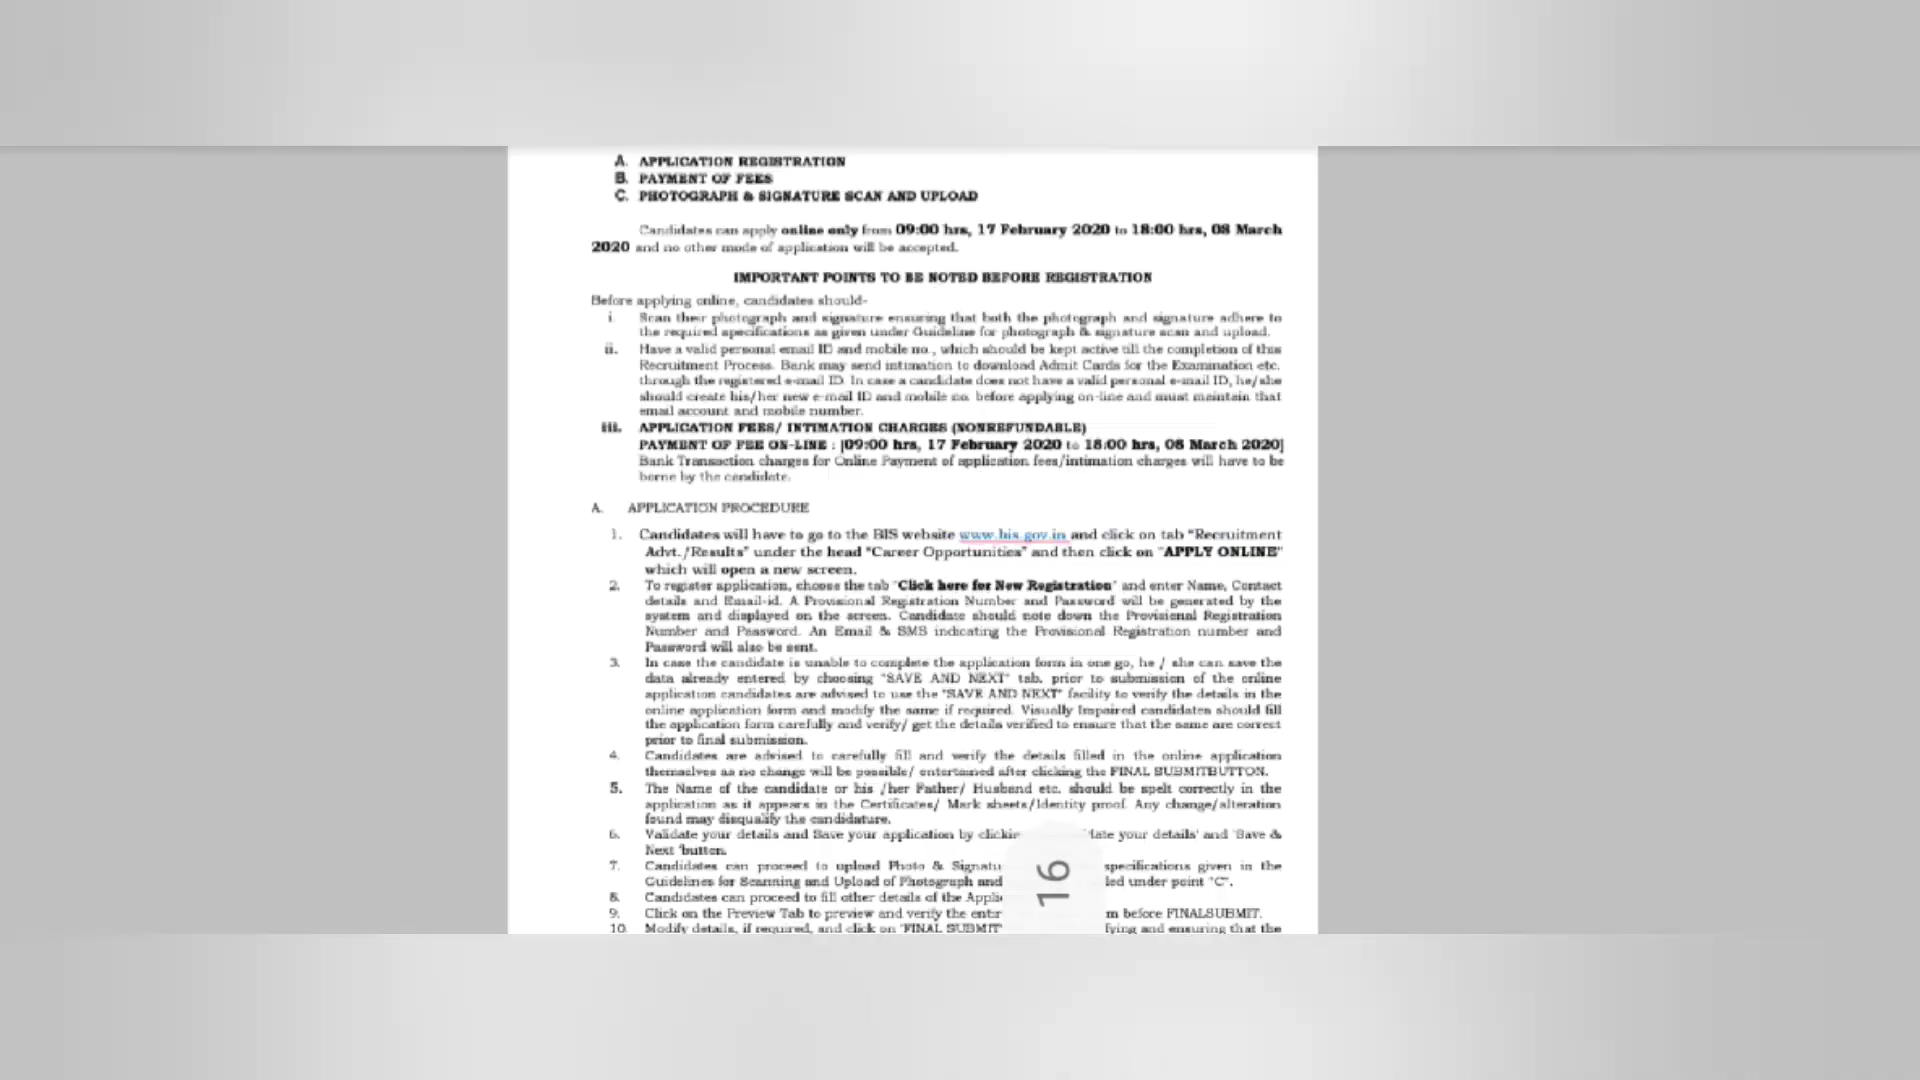 A. APPLICATION REGISTRATION
B. PAYMENT OF FEES
C. PHOTOGRAPH & SIGNATURE SCAN AND UPLOAD
Candidates can apply online only from 09:00 hrs, 17 February 2020 to 18:00 hrs, 08 March
2020 and no other mode of application will be accepted.
IMPORTANT POINTS TO BE NOTED BEFORE REGISTRATION
Before applying online, candidates should-
i. Scan their photograph and signature ensuring that both the photograph and signature adhere to
the required specifications as given under Guideline for photograph & signature scan and upload.
ii. Have a valid personal email ID and mobile no., which should be kept active till the completion of this
Recruitment Process. Bank may send intimation to download Admit Cards for the Examination etc.
through the registered e-mail ID. In case a candidate does not have a valid personal e-mail ID, he/she
should create his/her new e-mail ID and mobile no. before applying on-line and must maintain that
email account and mobile number.
iii. APPLICATION FEES/ INTIMATION CHARGES (NONREFUNDABLE)
PAYMENT OF FEE ON-LINE : [09:00 hrs, 17 February 2020 to 18:00 hrs, 08 March 2020]
Bank Transaction charges for Online Payment of application fees/intimation charges will have to be
borne by the candidate.
A. APPLICATION PROCEDURE
1. Candidates will have to go to the BIS website www.bis.gov.in and click on tab "Recruitment
Advt./Results" under the head "Career Opportunities" and then click on "APPLY ONLINE"
which will open a new screen.
2. To register application, choose the tab "Click here for New Registration" and enter Name, Contact
details and Email-id. A Provisional Registration Number and Password will be generated by the
system and displayed on the screen. Candidate should note down the Provisional Registration
Number and Password. An Email & SMS indicating the Provisional Registration number and
Password will also be sent.
3. In case the candidate is unable to complete the application form in one go, he / she can save the
data already entered by choosing "SAVE AND NEXT" tab. prior to submission of the online
application candidates are advised to use the "SAVE AND NEXT" facility to verify the details in the
online application form and modify the same if required. Visually Impaired candidates should fill
the application form carefully and verify/ get the details verified to ensure that the same are correct
prior to final submission.
4. Candidates are advised to carefully fill and verify the details filled in the online application
themselves as no change will be possible/ entertained after clicking the FINAL SUBMITBUTTON.
5. The Name of the candidate or his /her Father/ Husband etc. should be spelt correctly in the
application as it appears in the Certificates/ Mark sheets/Identity proof. Any change/alteration
found may disqualify the candidature.
6. Validate your details and Save your application by your details' and 'Save &
Next 'button.
7. Candidates can proceed to upload Photo & specifications given in the
Guidelines for Scanning and Upload of Photograph and under point "C".
8. Candidates can proceed to fill other details of the
9. Click on the Preview Tab to preview and verify the before FINALSUBMIT.
10. Modify details, if required, and click on 'FINAL SUBMIT' and ensuring that the
16